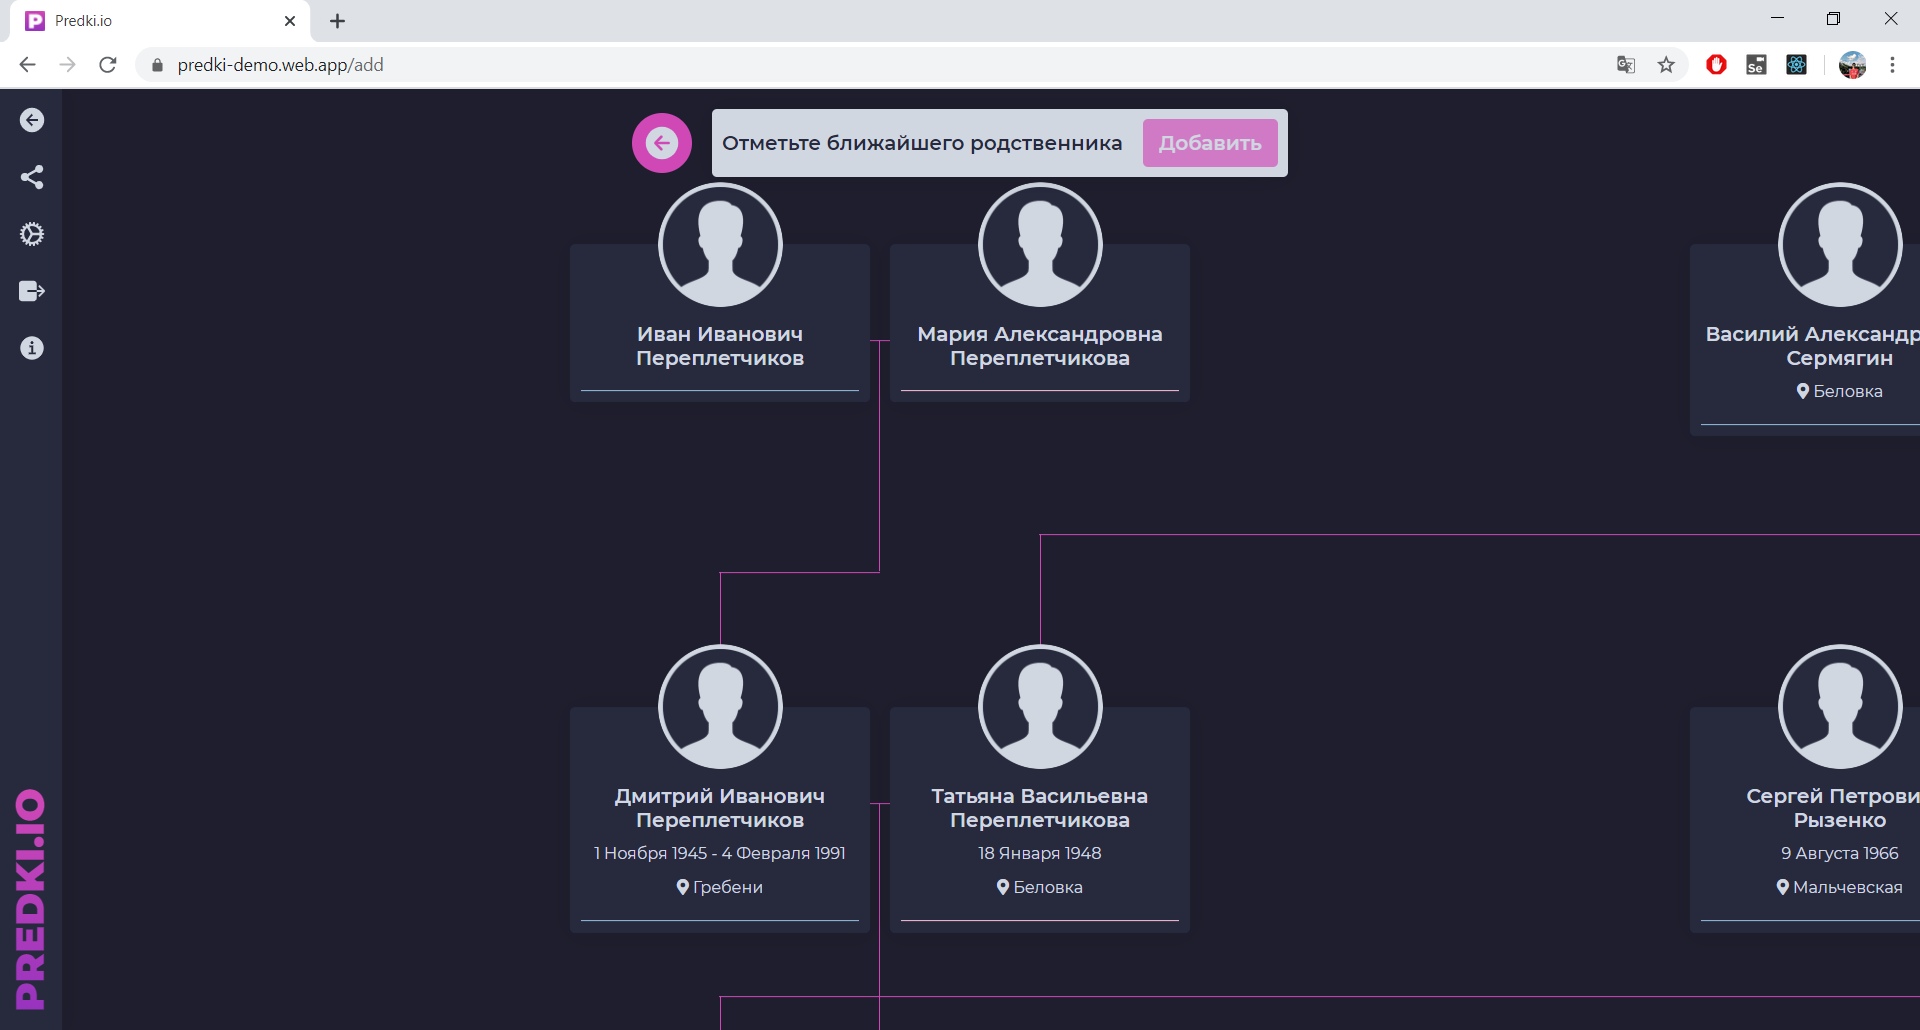 Predki.io
predki-demo.web.app/add
Se
Отметьте ближайшего родственника
Добавить
Иван Иванович
Переплетчиков
Мария Александровна
Переплетчикова
Василий Александр
Сермягин
Беловка
Дмитрий Иванович
Переплетчиков
1 Ноября 1945 - 4 Февраля 1991
Гребени
Татьяна Васильевна
Переплетчикова
18 Января 1948
Беловка
Сергей Петрови
Рызенко
9 Августа 1966
Мальчевская
PREDKI.IO